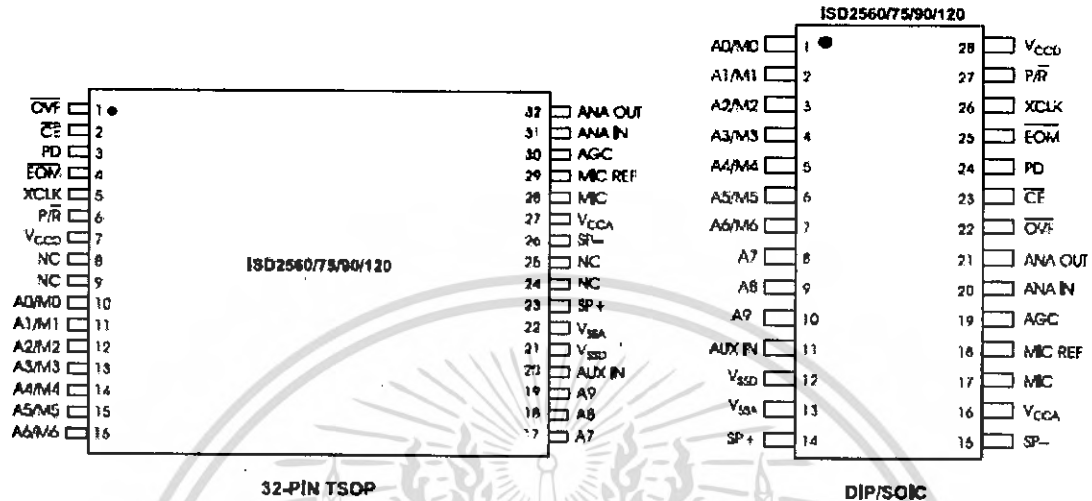 ISD2560/75/90/120
OVF 1
CE 2
PD 3
EOM 4
XCLK 5
P/R 6
VCCD 7
NC 8
NC 9
A0/M0 10
A1/M1 11
A2/M2 12
A3/M3 13
A4/M4 14
A5/M5 15
A6/M6 16
ISD2560/75/90/120
32 ANA OUT
31 ANA IN
30 AGC
29 MIC REF
28 MIC
27 VCCA
26 SP–
25 NC
24 NC
23 SP+
22 VSSA
21 VSSD
20 AUX IN
19 A9
18 A8
17 A7
32-PIN TSOP
A0/M0 1
A1/M1 2
A2/M2 3
A3/M3 4
A4/M4 5
A5/M5 6
A6/M6 7
A7 8
A8 9
A9 10
AUX IN 11
VSSD 12
VSSA 13
SP+ 14
28 VCCD
27 P/R
26 XCLK
25 EOM
24 PD
23 CE
22 OVF
21 ANA OUT
20 ANA IN
19 AGC
18 MIC REF
17 MIC
16 VCCA
15 SP–
DIP/SOIC